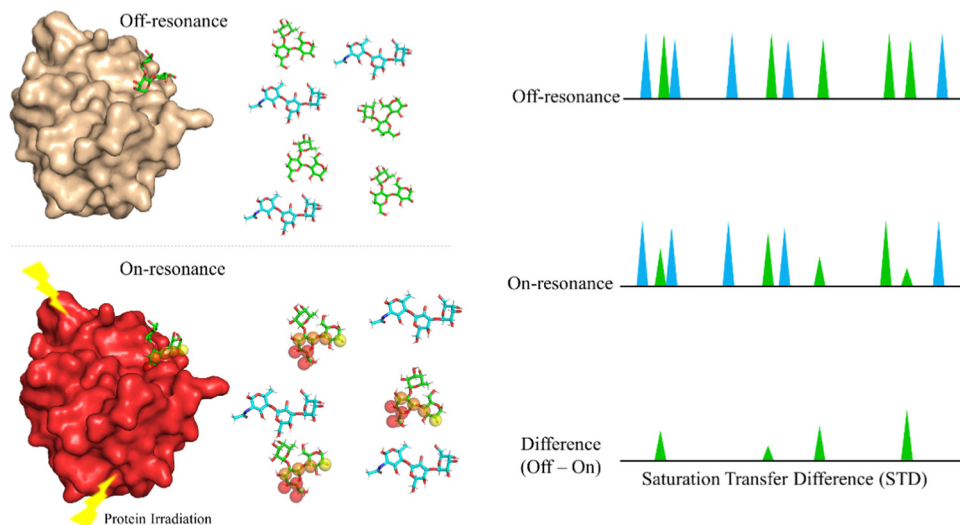 Off-resonance
On-resonance
Protein Irradiation
Off-resonance
On-resonance
Difference
(Off – On)
Saturation Transfer Difference (STD)